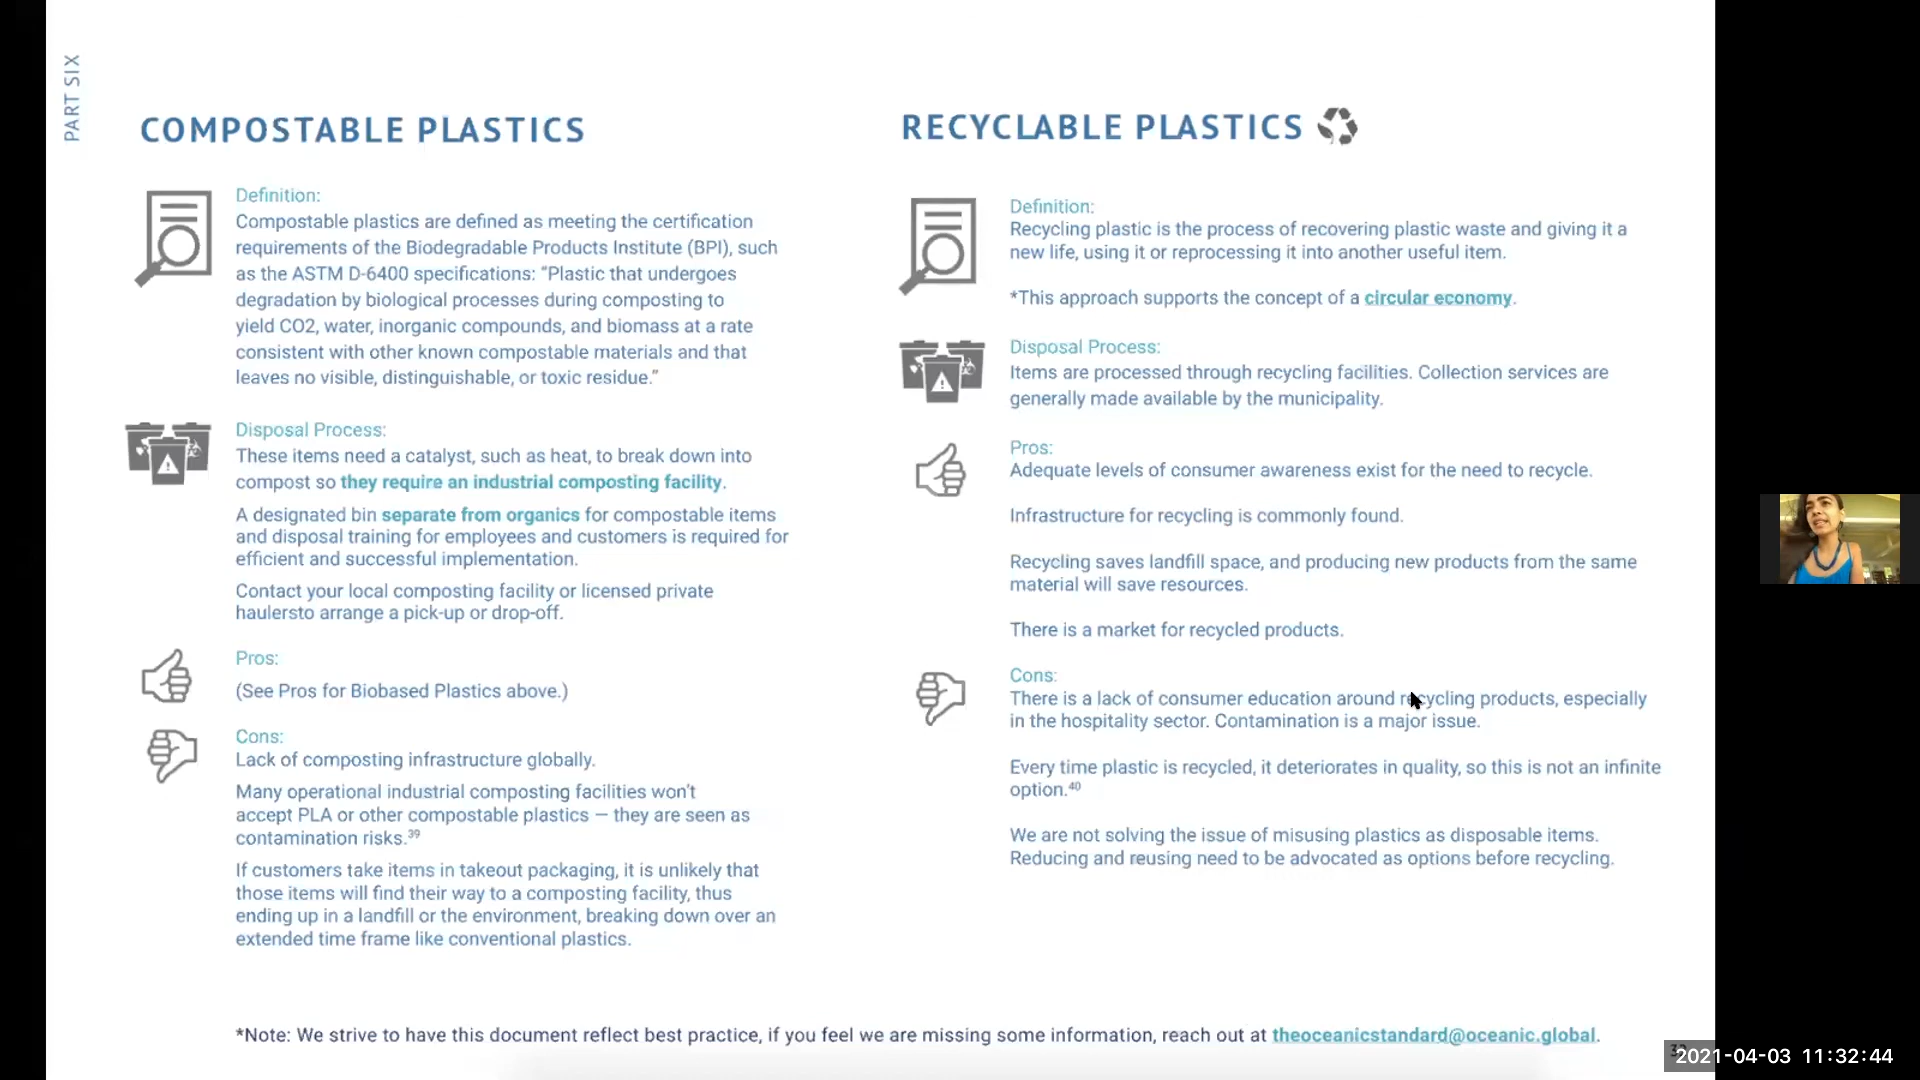 PART SIX
COMPOSTABLE PLASTICS
Definition:
Compostable plastics are defined as meeting the certification
requirements of the Biodegradable Products Institute (BPI), such
as the ASTM D-6400 specifications: “Plastic that undergoes
degradation by biological processes during composting to
yield CO2, water, inorganic compounds, and biomass at a rate
consistent with other known compostable materials and that
leaves no visible, distinguishable, or toxic residue.”
Disposal Process:
These items need a catalyst, such as heat, to break down into
compost so they require an industrial composting facility.
A designated bin separate from organics for compostable items
and disposal training for employees and customers is required for
efficient and successful implementation.
Contact your local composting facility or licensed private
haulersto arrange a pick-up or drop-off.
Pros:
(See Pros for Biobased Plastics above.)
Cons:
Lack of composting infrastructure globally.
Many operational industrial composting facilities won’t
accept PLA or other compostable plastics — they are seen as
contamination risks.³⁹
If customers take items in takeout packaging, it is unlikely that
those items will find their way to a composting facility, thus
ending up in a landfill or the environment, breaking down over an
extended time frame like conventional plastics.
RECYCLABLE PLASTICS
Definition:
Recycling plastic is the process of recovering plastic waste and giving it a
new life, using it or reprocessing it into another useful item.
*This approach supports the concept of a circular economy.
Disposal Process:
Items are processed through recycling facilities. Collection services are
generally made available by the municipality.
Pros:
Adequate levels of consumer awareness exist for the need to recycle.
Infrastructure for recycling is commonly found.
Recycling saves landfill space, and producing new products from the same
material will save resources.
There is a market for recycled products.
Cons:
There is a lack of consumer education around recycling products, especially
in the hospitality sector. Contamination is a major issue.
Every time plastic is recycled, it deteriorates in quality, so this is not an infinite
option.⁴⁰
We are not solving the issue of misusing plastics as disposable items.
Reducing and reusing need to be advocated as options before recycling.
*Note: We strive to have this document reflect best practice, if you feel we are missing some information, reach out at theoceanicstandard@oceanic.global.
2021-04-03 11:32:44